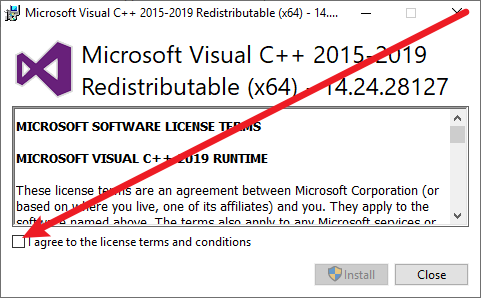 Microsoft Visual C++ 2015-2019 Redistributable (x64) - 14....
Microsoft Visual C++ 2015-2019
Redistributable (x64) - 14.24.28127
MICROSOFT SOFTWARE LICENSE TERMS
MICROSOFT VISUAL C++ 2019 RUNTIME
These license terms are an agreement between Microsoft Corporation (or
based on where you live, one of its affiliates) and you. They apply to the
software named above. The terms also apply to any Microsoft services or
I agree to the license terms and conditions
Install
Close